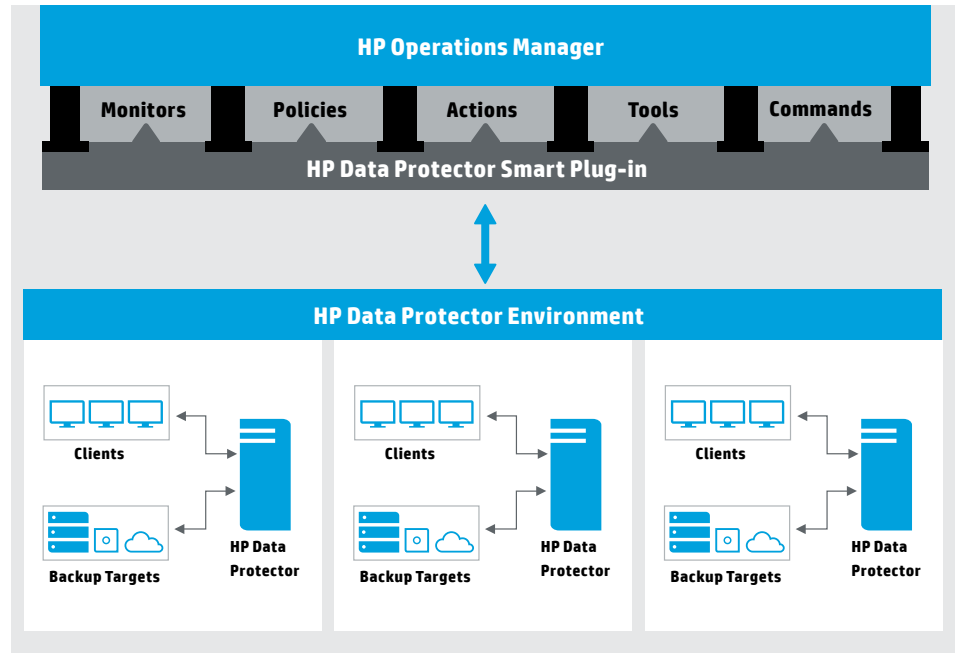 HP Operations Manager
Monitors
Policies
Actions
Tools
Commands
HP Data Protector Smart Plug-in
HP Data Protector Environment
Clients
Backup Targets
HP Data
Protector
Clients
Backup Targets
HP Data
Protector
Clients
Backup Targets
HP Data
Protector